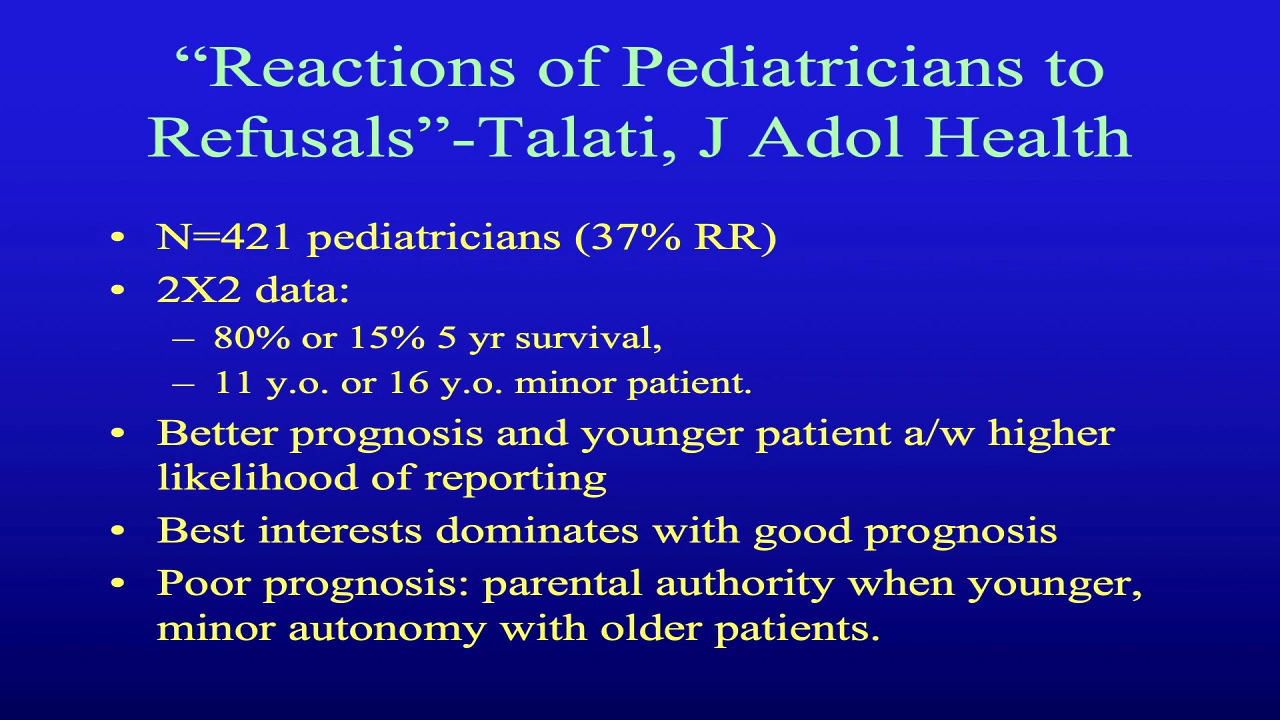 “Reactions of Pediatricians to
Refusals”-Talati, J Adol Health
• N=421 pediatricians (37% RR)
• 2X2 data:
– 80% or 15% 5 yr survival,
– 11 y.o. or 16 y.o. minor patient.
• Better prognosis and younger patient a/w higher
likelihood of reporting
• Best interests dominates with good prognosis
• Poor prognosis: parental authority when younger,
minor autonomy with older patients.